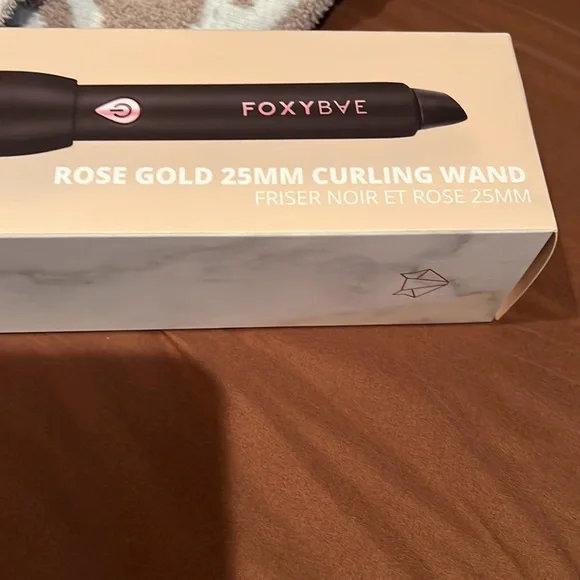 FOXYBAE
ROSE GOLD 25MM CURLING WAND
FRISER NOIR ET ROSE 25MM